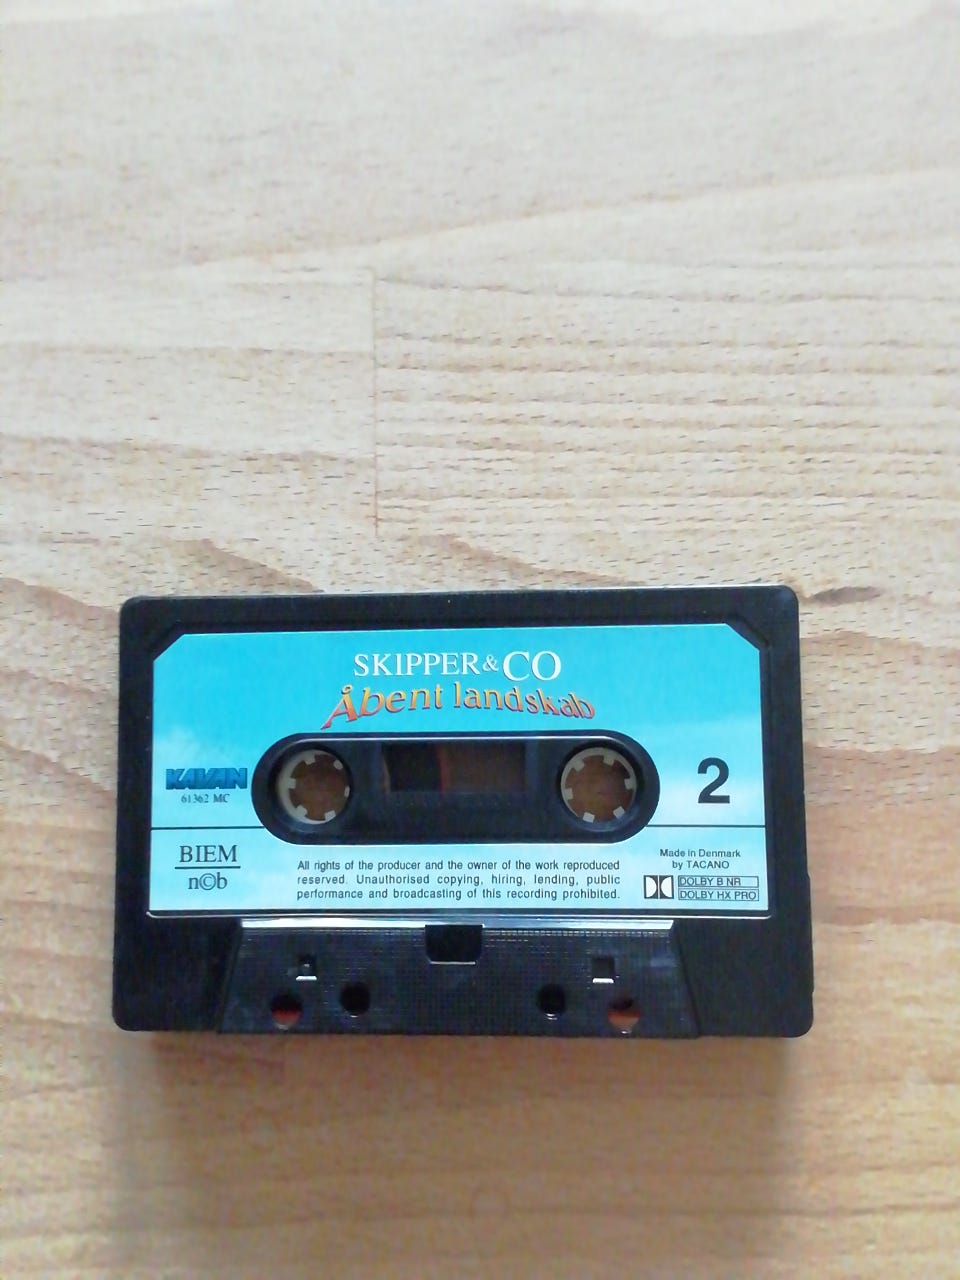 SKIPPER & CO
Åbent landskab
KAVAN
61362 MC
2
BIEM
n©b
All rights of the producer and the owner of the work reproduced
reserved. Unauthorised copying, hiring, lending, public
performance and broadcasting of this recording prohibited.
Made in Denmark
by TACANO
DOLBY B NR
DOLBY HX PRO